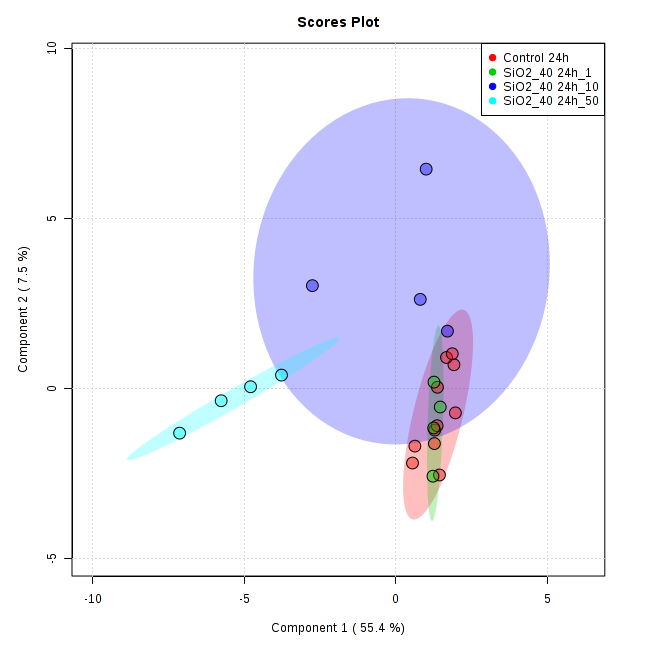 Scores Plot
Control 24h
SiO2_40 24h_1
SiO2_40 24h_10
SiO2_40 24h_50
10
5
0
-5
Component 2 ( 7.5 %)
-10
-5
0
5
Component 1 ( 55.4 %)